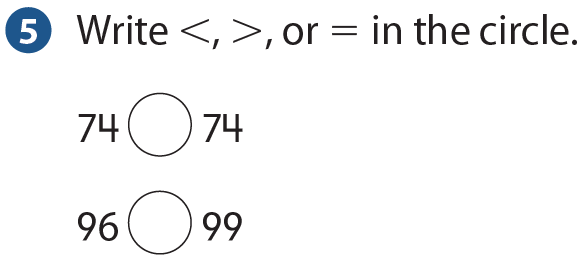 5 Write <, >, or = in the circle.
74 74
96 99